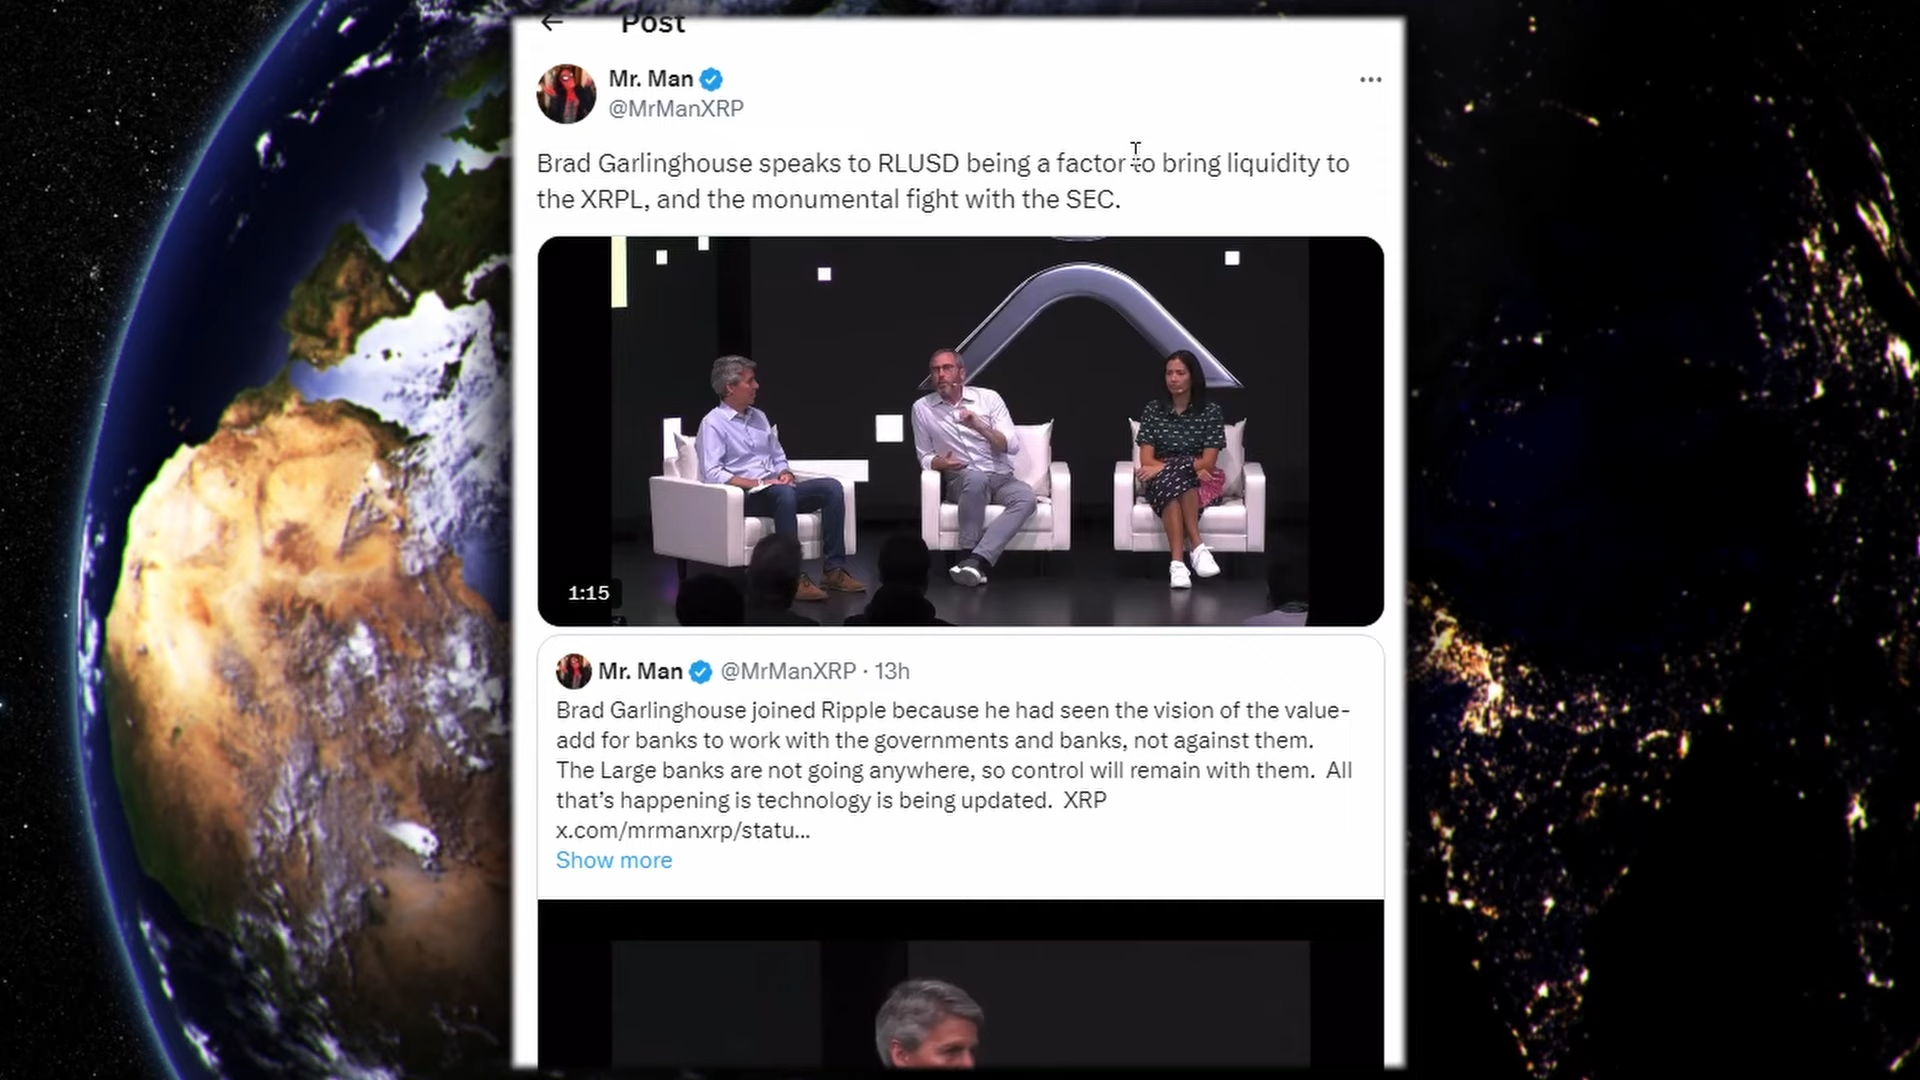 Post
Mr. Man
@MrManXRP
Brad Garlinghouse speaks to RLUSD being a factor to bring liquidity to
the XRPL, and the monumental fight with the SEC.
1:15
Mr. Man @MrManXRP · 13h
Brad Garlinghouse joined Ripple because he had seen the vision of the value-
add for banks to work with the governments and banks, not against them.
The Large banks are not going anywhere, so control will remain with them.  All
that’s happening is technology is being updated.  XRP
x.com/mrmanxrp/statu...
Show more